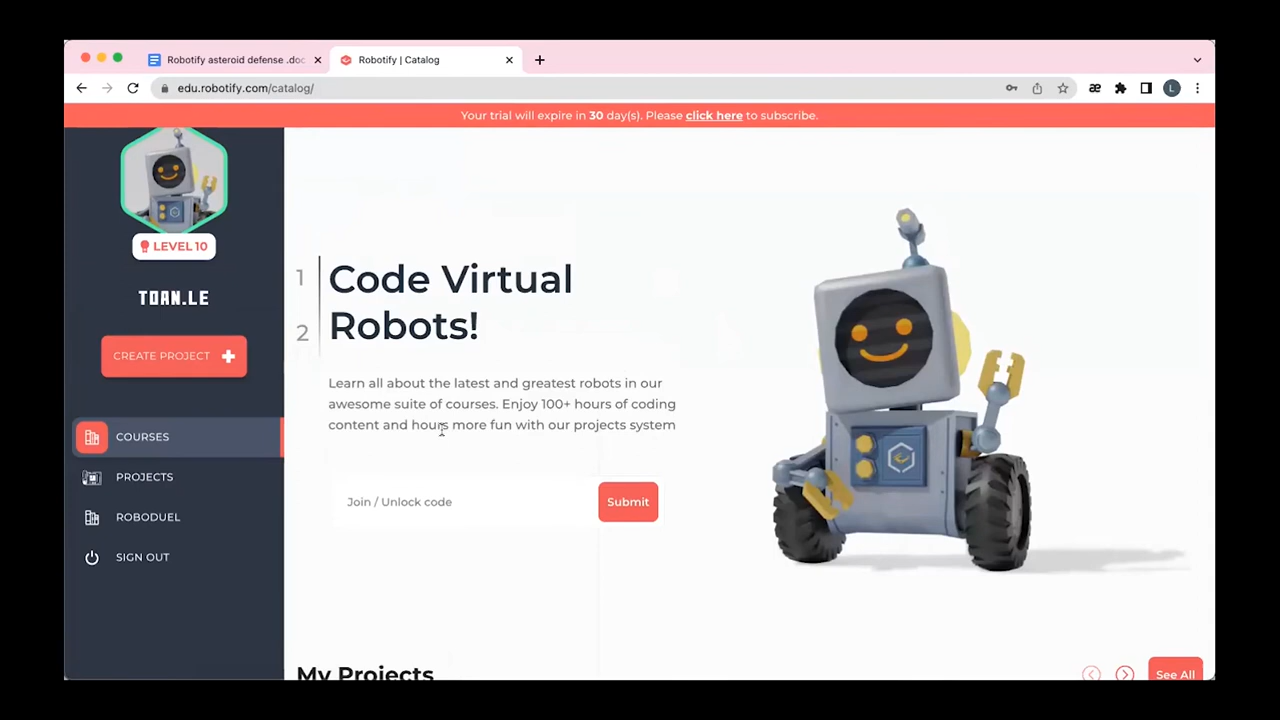 Robotify asteroid defense .doc
Robotify | Catalog
edu.robotify.com/catalog/
L
Your trial will expire in 30 day(s). Please click here to subscribe.
LEVEL 10
TOAN.LE
CREATE PROJECT
COURSES
PROJECTS
ROBODUEL
SIGN OUT
1
2
Code Virtual
Robots!
Learn all about the latest and greatest robots in our
awesome suite of courses. Enjoy 100+ hours of coding
content and hours more fun with our projects system
Join / Unlock code
Submit
My Projects
See All